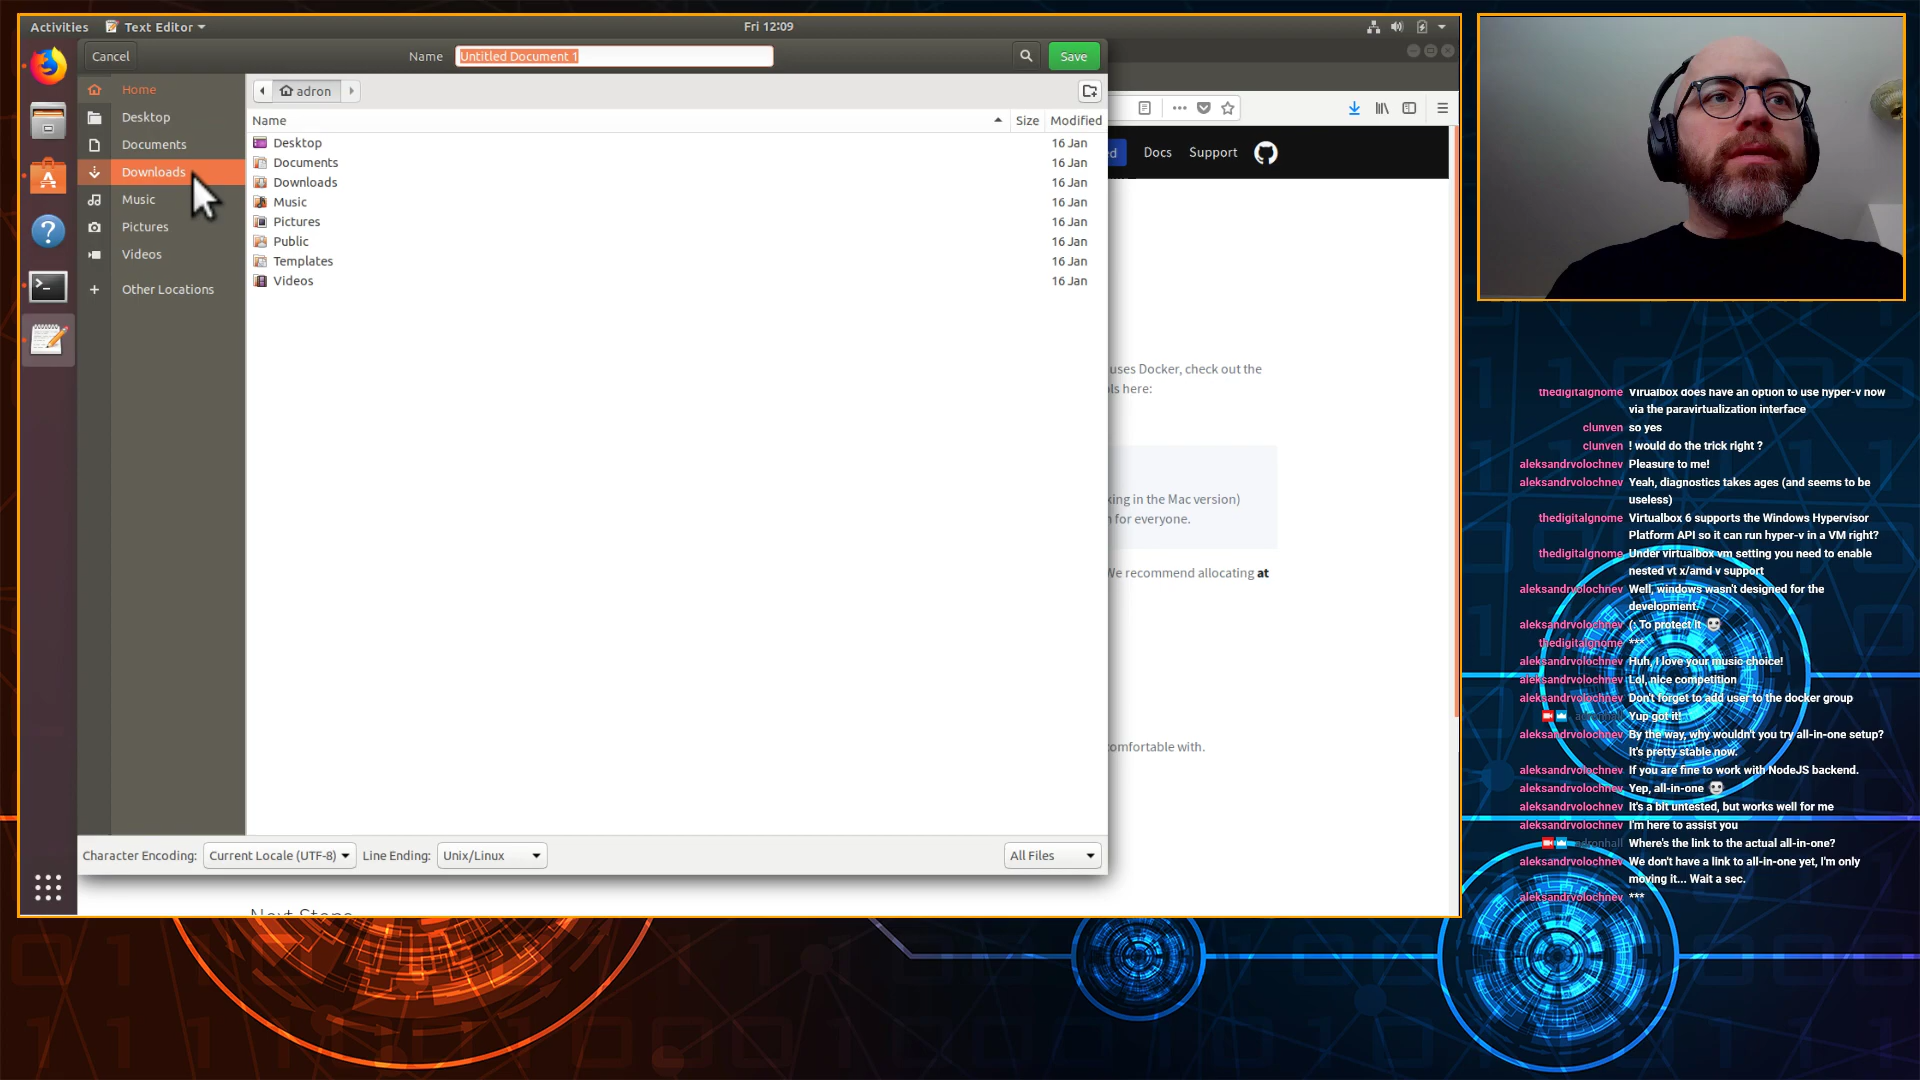 Activities Text Editor Fri 12:09
Cancel Name Untitled Document 1 Save
Home
Desktop
Documents
Downloads
Music
Pictures
Videos
Other Locations
adron
Name Size Modified
Desktop 16 Jan
Documents 16 Jan
Downloads 16 Jan
Music 16 Jan
Pictures 16 Jan
Public 16 Jan
Templates 16 Jan
Videos 16 Jan
Character Encoding: Current Locale (UTF-8) Line Ending: Unix/Linux All Files
Docs Support
uses Docker, check out the
ls here:
king in the Mac version)
for everyone.
We recommend allocating at
comfortable with.
Next Steps
thedigitalgnome Virualbox does have an option to use hyper-v now
via the paravirtualization interface
clunven so yes
clunven ! would do the trick right ?
aleksandrvolochnev Pleasure to me!
aleksandrvolochnev Yeah, diagnostics takes ages (and seems to be
useless)
thedigitalgnome Virtualbox 6 supports the Windows Hypervisor
Platform API so it can run hyper-v in a VM right?
thedigitalgnome Under virtualbox vm setting you need to enable
nested vt x/amd v support
aleksandrvolochnev Well, windows wasn't designed for the
development.
aleksandrvolochnev (: To protect it
thedigitalgnome ***
aleksandrvolochnev Huh, I love your music choice!
aleksandrvolochnev Lol, nice competition
aleksandrvolochnev Don't forget to add user to the docker group
adronhall Yup got it!
aleksandrvolochnev By the way, why wouldn't you try all-in-one setup?
It's pretty stable now.
aleksandrvolochnev If you are fine to work with NodeJS backend.
aleksandrvolochnev Yep, all-in-one
aleksandrvolochnev It's a bit untested, but works well for me
aleksandrvolochnev I'm here to assist you
adronhall Where's the link to the actual all-in-one?
aleksandrvolochnev We don't have a link to all-in-one yet, I'm only
moving it... Wait a sec.
aleksandrvolochnev ***